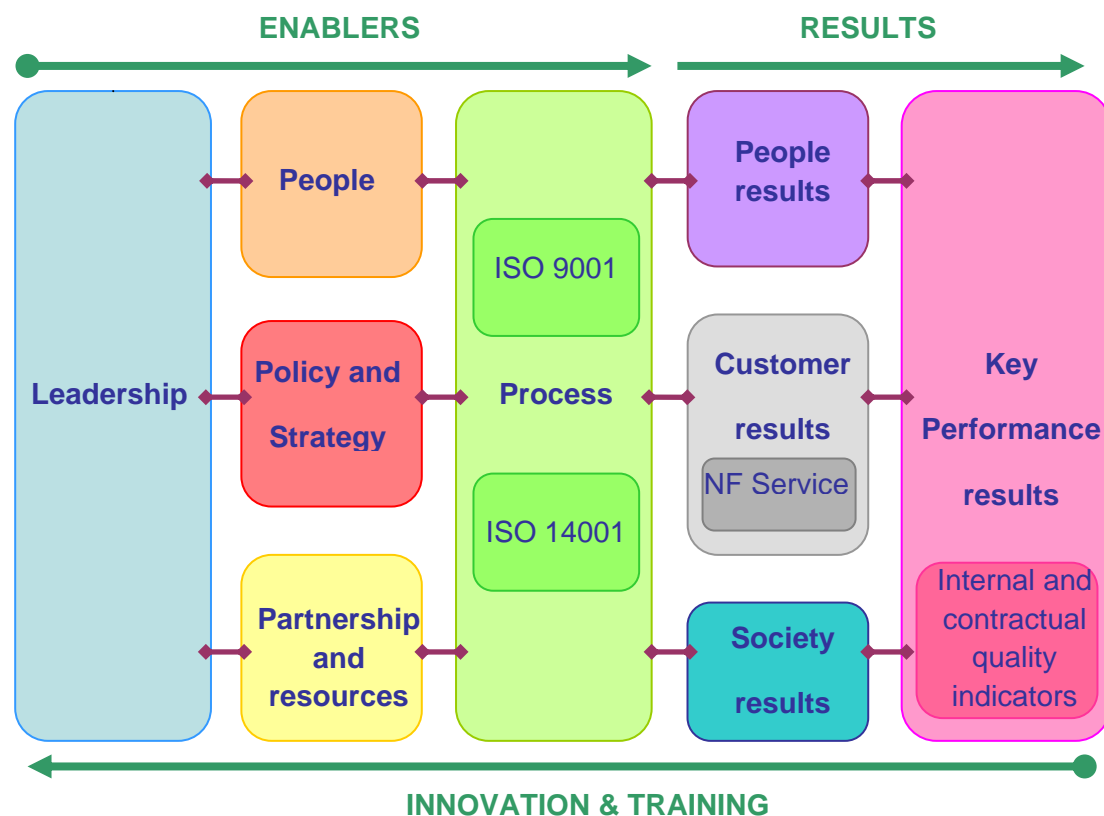 ENABLERS
RESULTS
Leadership
People
Policy and
Strategy
Partnership
and
resources
ISO 9001
Process
ISO 14001
People
results
Customer
results
NF Service
Society
results
Key
Performance
results
Internal and
contractual
quality
indicators
INNOVATION & TRAINING